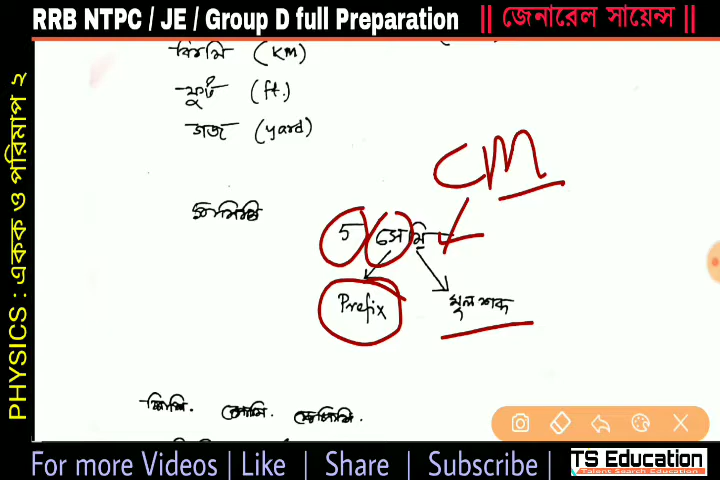 RRB NTPC / JE / Group D full Preparation || জেনারেল সায়েন্স ||
PHYSICS : একক ও পরিমাপ ২
কিমি (KM)
ফুট (ft.)
গজ (yard)
CM
5 সেমি
Prefix মূল শব্দ
For more Videos | Like | Share | Subscribe |
TS Education
Talent Search Education